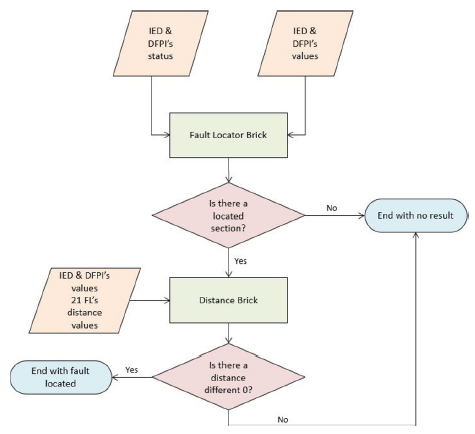 IED &
DFPI's
status
IED &
DFPI's
values
Fault Locator Brick
Is there a
located
section?
No
End with no result
Yes
IED & DFPI's
values
21 FL's
distance
values
Distance Brick
Is there a
distance
different 0?
Yes
End with fault
located
No